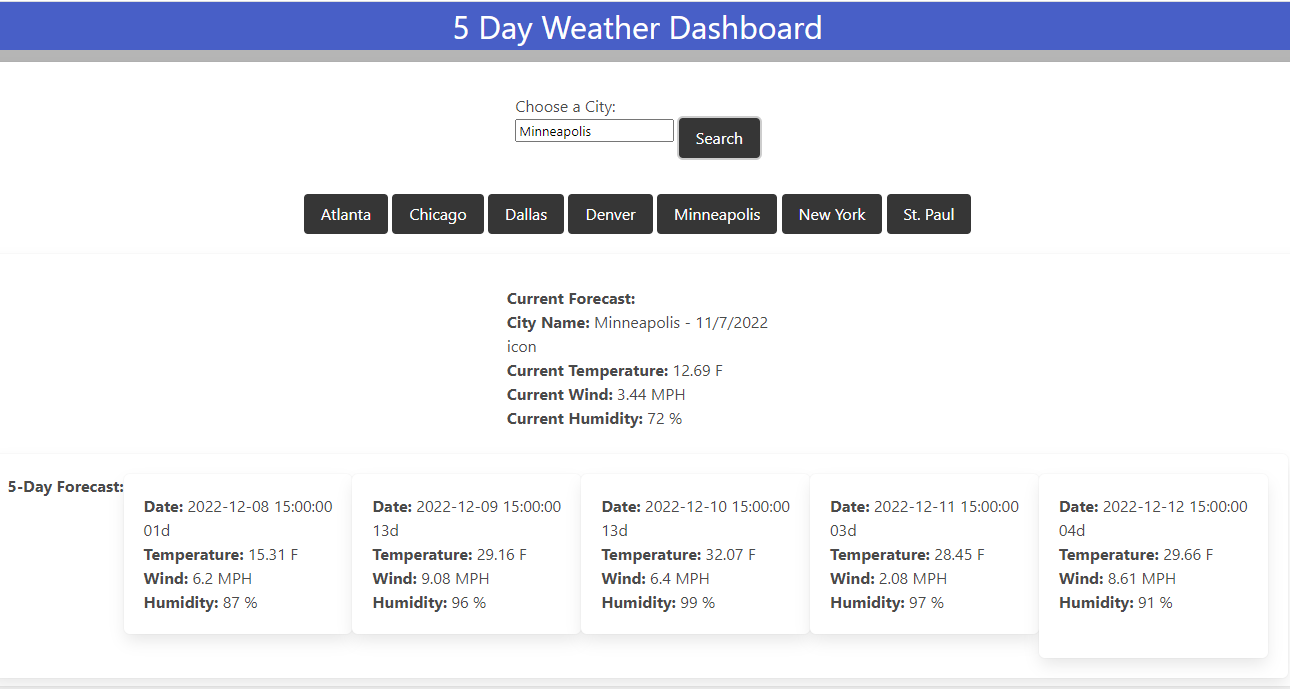 5 Day Weather Dashboard
Choose a City:
Minneapolis
Search
Atlanta
Chicago
Dallas
Denver
Minneapolis
New York
St. Paul
Current Forecast:
City Name: Minneapolis - 11/7/2022
icon
Current Temperature: 12.69 F
Current Wind: 3.44 MPH
Current Humidity: 72 %
5-Day Forecast:
Date: 2022-12-08 15:00:00
01d
Temperature: 15.31 F
Wind: 6.2 MPH
Humidity: 87 %
Date: 2022-12-09 15:00:00
13d
Temperature: 29.16 F
Wind: 9.08 MPH
Humidity: 96 %
Date: 2022-12-10 15:00:00
13d
Temperature: 32.07 F
Wind: 6.4 MPH
Humidity: 99 %
Date: 2022-12-11 15:00:00
03d
Temperature: 28.45 F
Wind: 2.08 MPH
Humidity: 97 %
Date: 2022-12-12 15:00:00
04d
Temperature: 29.66 F
Wind: 8.61 MPH
Humidity: 91 %